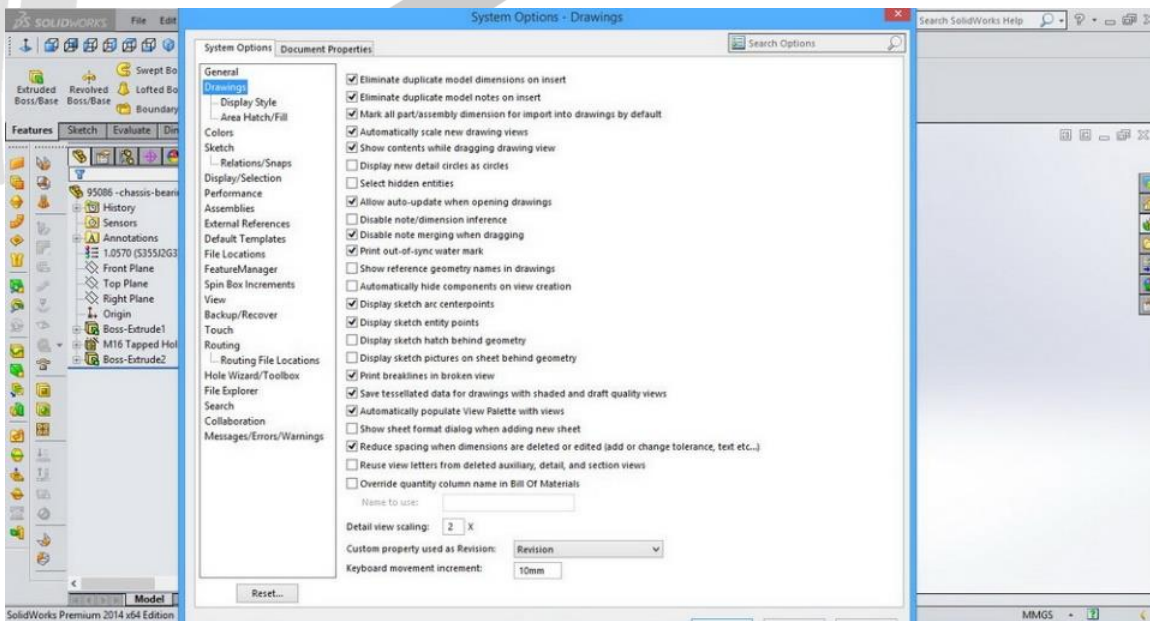 System Options - Drawings
SOLIDWORKS File Edit
Search SolidWorks Help
Extruded Boss/Base
Revolved Boss/Base
Swept Bo
Lofted Bo
Boundary
Features Sketch Evaluate Dim
95086 -chassis-beari
History
Sensors
Annotations
1.0570 (S355J2G3
Front Plane
Top Plane
Right Plane
Origin
Boss-Extrude1
M16 Tapped Hol
Boss-Extrude2
Model
SolidWorks Premium 2014 x64 Edition
System Options Document Properties
Search Options
General
Drawings
Display Style
Area Hatch/Fill
Colors
Sketch
Relations/Snaps
Display/Selection
Performance
Assemblies
External References
Default Templates
File Locations
FeatureManager
Spin Box Increments
View
Backup/Recover
Touch
Routing
Routing File Locations
Hole Wizard/Toolbox
File Explorer
Search
Collaboration
Messages/Errors/Warnings
Reset...
Eliminate duplicate model dimensions on insert
Eliminate duplicate model notes on insert
Mark all part/assembly dimension for import into drawings by default
Automatically scale new drawing views
Show contents while dragging drawing view
Display new detail circles as circles
Select hidden entities
Allow auto-update when opening drawings
Disable note/dimension inference
Disable note merging when dragging
Print out-of-sync water mark
Show reference geometry names in drawings
Automatically hide components on view creation
Display sketch arc centerpoints
Display sketch entity points
Display sketch hatch behind geometry
Display sketch pictures on sheet behind geometry
Print breaklines in broken view
Save tessellated data for drawings with shaded and draft quality views
Automatically populate View Palette with views
Show sheet format dialog when adding new sheet
Reduce spacing when dimensions are deleted or edited (add or change tolerance, text etc...)
Reuse view letters from deleted auxiliary, detail, and section views
Override quantity column name in Bill Of Materials
Name to use:
Detail view scaling: 2 X
Custom property used as Revision: Revision
Keyboard movement increment: 10mm
MMGS